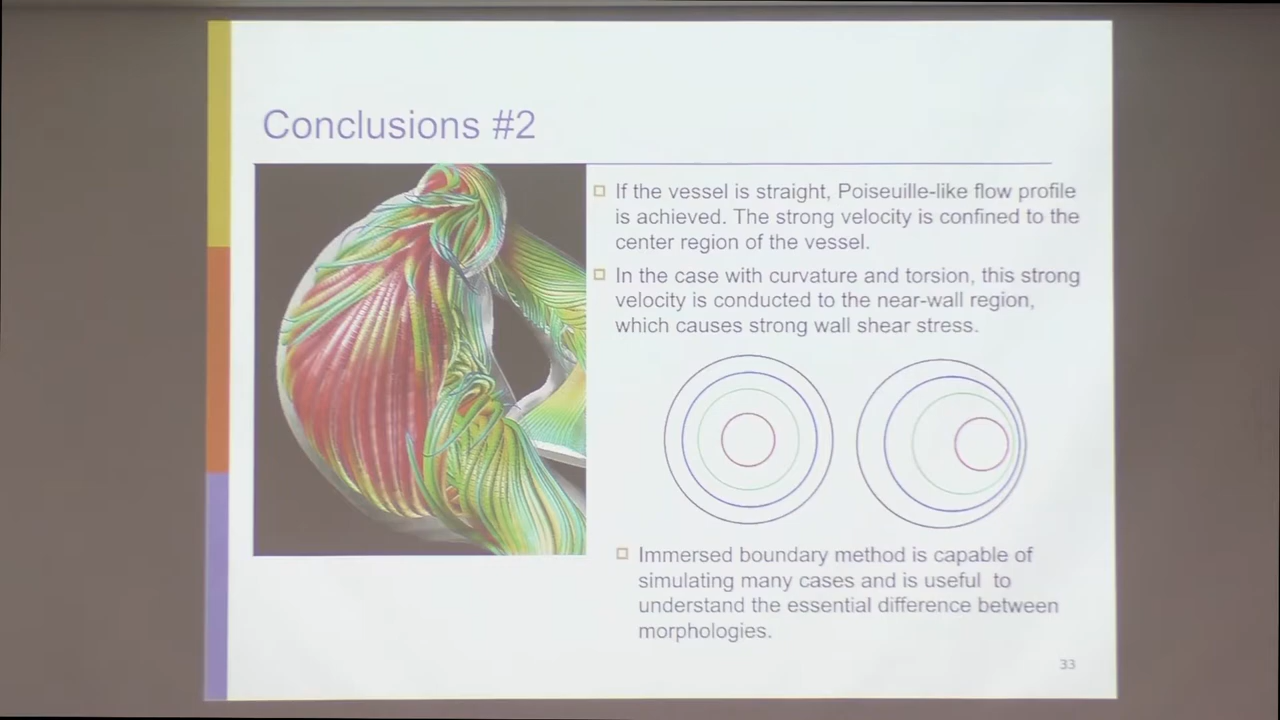 Conclusions #2
If the vessel is straight, Poiseuille-like flow profile
is achieved. The strong velocity is confined to the
center region of the vessel.
In the case with curvature and torsion, this strong
velocity is conducted to the near-wall region,
which causes strong wall shear stress.
Immersed boundary method is capable of
simulating many cases and is useful to
understand the essential difference between
morphologies.
33